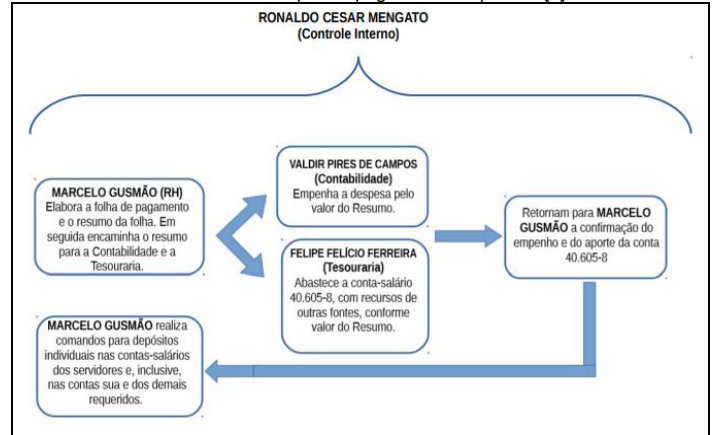 RONALDO CESAR MENGATO
(Controle Interno)
MARCELO GUSMÃO (RH)
Elabora a folha de pagamento
e o resumo da folha. Em
seguida encaminha o resumo
para a Contabilidade e a
Tesouraria.
VALDIR PIRES DE CAMPOS
(Contabilidade)
Empenha a despesa pelo
valor do Resumo.
FELIPE FELÍCIO FERREIRA
(Tesouraria)
Abastece a conta-salário
40.605-8, com recursos de
outras fontes, conforme
valor do Resumo.
Retornam para MARCELO
GUSMÃO a confirmação do
empenho e do aporte da conta
40.605-8
MARCELO GUSMÃO realiza
comandos para depósitos
individuais nas contas-salários
dos servidores e, inclusive,
nas contas sua e dos demais
requeridos.